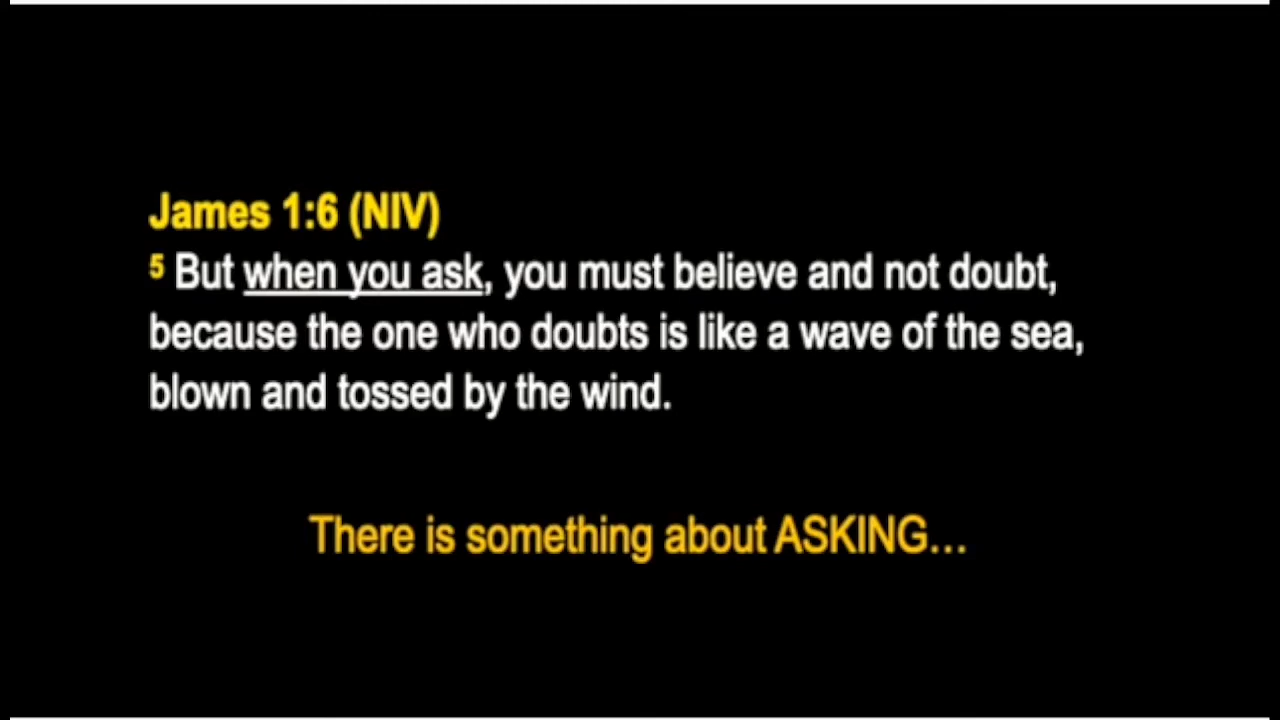 James 1:6 (NIV)
5 But when you ask, you must believe and not doubt,
because the one who doubts is like a wave of the sea,
blown and tossed by the wind.
There is something about ASKING...